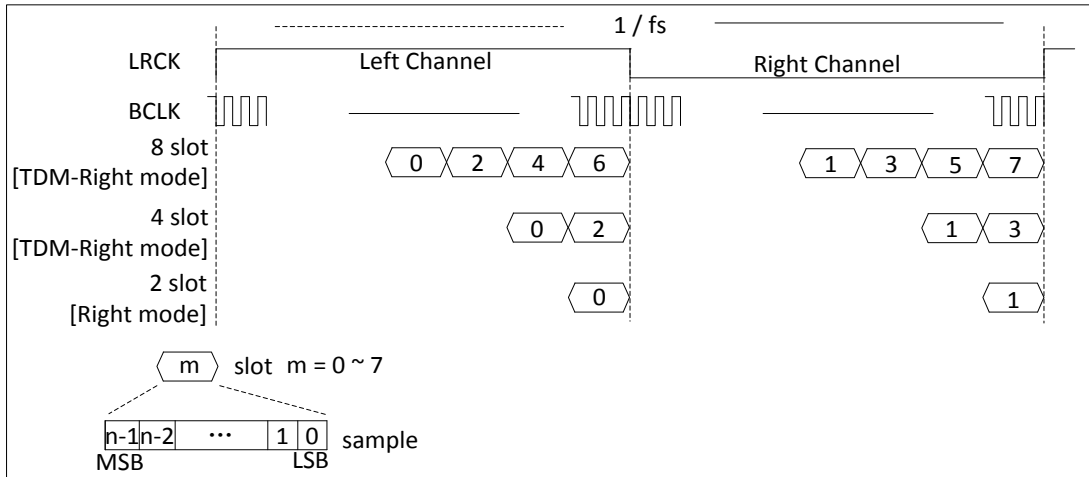 1 / fs
LRCK Left Channel Right Channel
BCLK
8 slot
[TDM-Right mode] 0 2 4 6 1 3 5 7
4 slot
[TDM-Right mode] 0 2 1 3
2 slot
[Right mode] 0 1
m slot m = 0 ~ 7
n-1 n-2 ··· 1 0 sample
MSB LSB